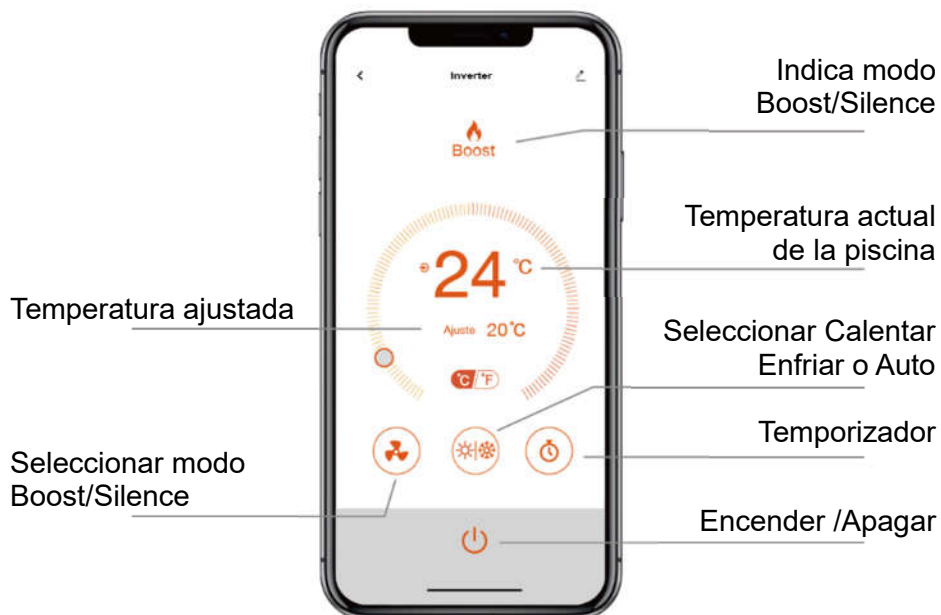 Inverter
Boost
Indica modo
Boost/Silence
Temperatura actual
de la piscina
24 °C
Temperatura ajustada
Ajuste 20°C
°C/°F
Seleccionar Calentar
Enfriar o Auto
Temporizador
Seleccionar modo
Boost/Silence
Encender /Apagar